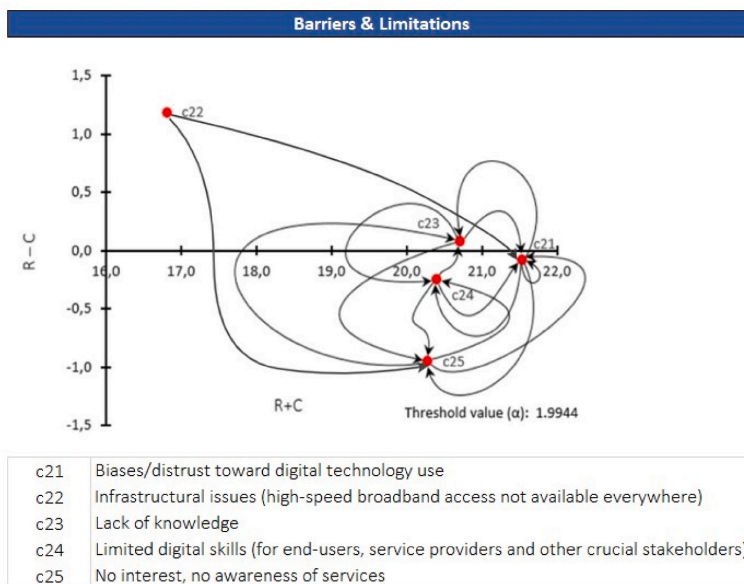 Barriers & Limitations
1,5
1,0
0,5
0,0
-0,5
-1,0
-1,5
R – C
16,0 17,0 18,0 19,0 20,0 21,0 22,0
c22
c23
c21
c24
c25
R+C
Threshold value (α): 1.9944
c21 Biases/distrust toward digital technology use
c22 Infrastructural issues (high-speed broadband access not available everywhere)
c23 Lack of knowledge
c24 Limited digital skills (for end-users, service providers and other crucial stakeholders)
c25 No interest, no awareness of services